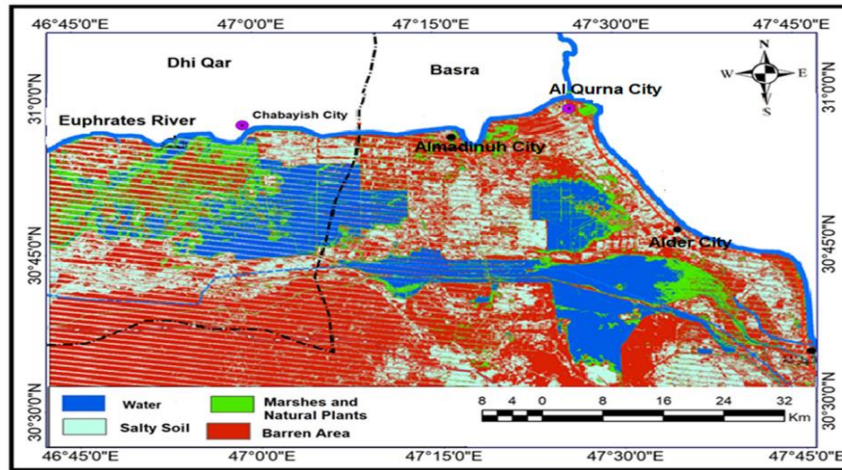 46°45'0"E 47°0'0"E 47°15'0"E 47°30'0"E 47°45'0"E
N
W E
S
Dhi Qar
Basra
Al Qurna City
31°0'0"N
31°0'0"N
Chabayish City
Euphrates River
Almadinuh City
Alder City
30°45'0"N
30°45'0"N
30°30'0"N
30°30'0"N
Water
Marshes and
Natural Plants
Salty Soil
Barren Area
8 4 0 8 16 24 32
Km
46°45'0"E 47°0'0"E 47°15'0"E 47°30'0"E 47°45'0"E